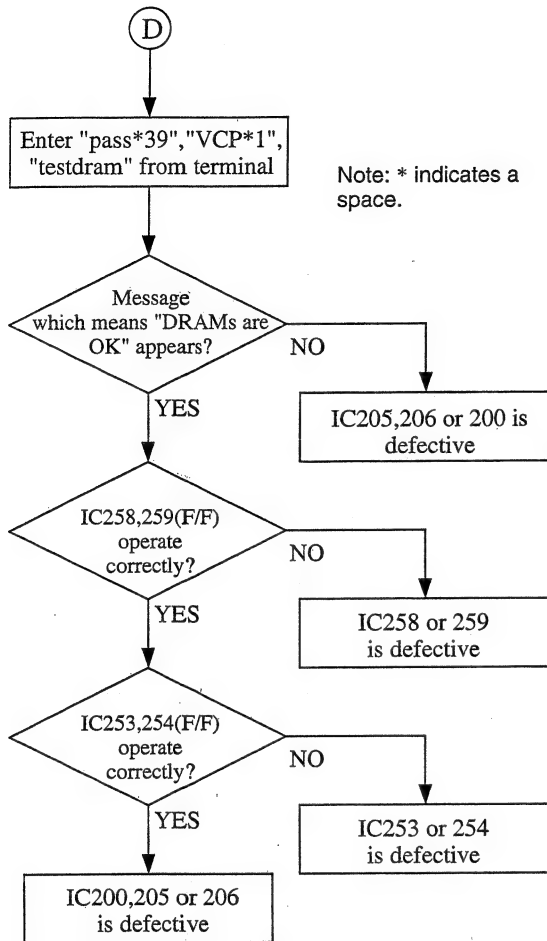 D
Enter "pass*39","VCP*1",
"testdram" from terminal
Note: * indicates a
space.
Message
which means "DRAMs are
OK" appears?
NO
YES
IC205,206 or 200 is
defective
IC258,259(F/F)
operate
correctly?
NO
YES
IC258 or 259
is defective
IC253,254(F/F)
operate
correctly?
NO
YES
IC253 or 254
is defective
IC200,205 or 206
is defective